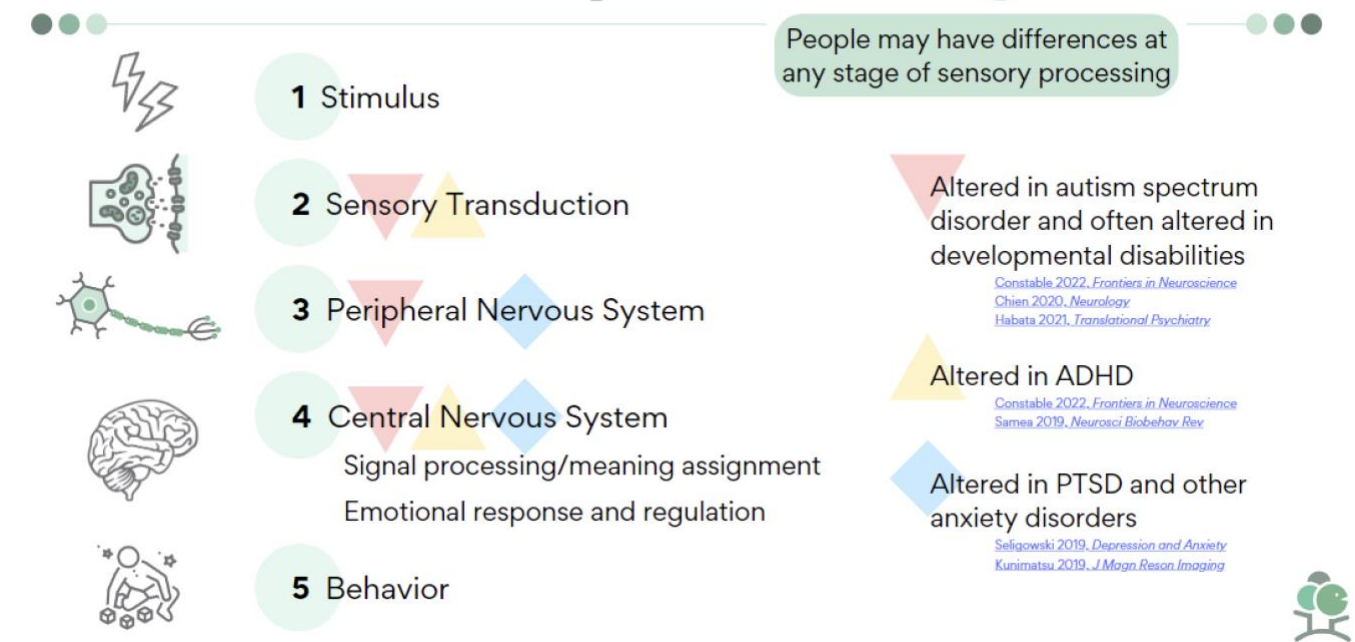 People may have differences at
any stage of sensory processing
1 Stimulus
2 Sensory Transduction
3 Peripheral Nervous System
4 Central Nervous System
Signal processing/meaning assignment
Emotional response and regulation
5 Behavior
Altered in autism spectrum
disorder and often altered in
developmental disabilities
Constable 2022, Frontiers in Neuroscience
Chien 2020, Neurology
Habata 2021, Translational Psychiatry
Altered in ADHD
Constable 2022, Frontiers in Neuroscience
Samea 2019, Neurosci Biobehav Rev
Altered in PTSD and other
anxiety disorders
Seligowski 2019, Depression and Anxiety
Kunimatsu 2019, J Magn Reson Imaging